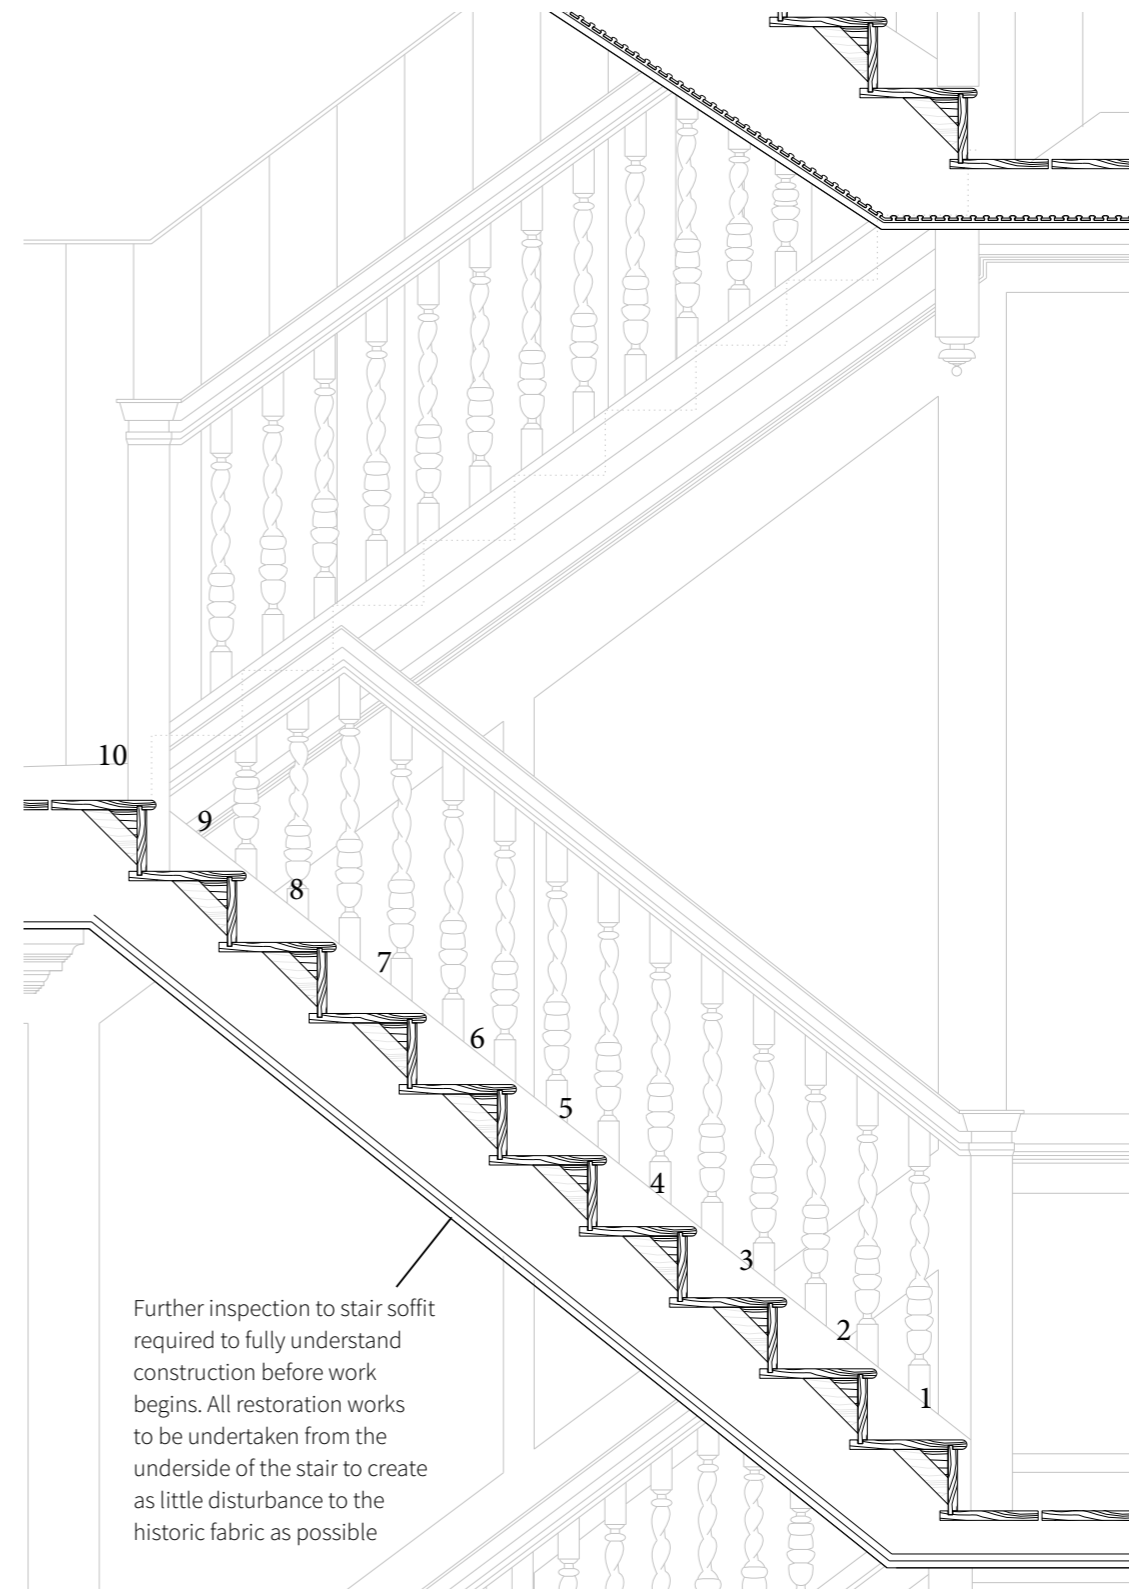 10
9
8
7
6
5
4
3
2
1
Further inspection to stair soffit
required to fully understand
construction before work
begins. All restoration works
to be undertaken from the
underside of the stair to create
as little disturbance to the
historic fabric as possible